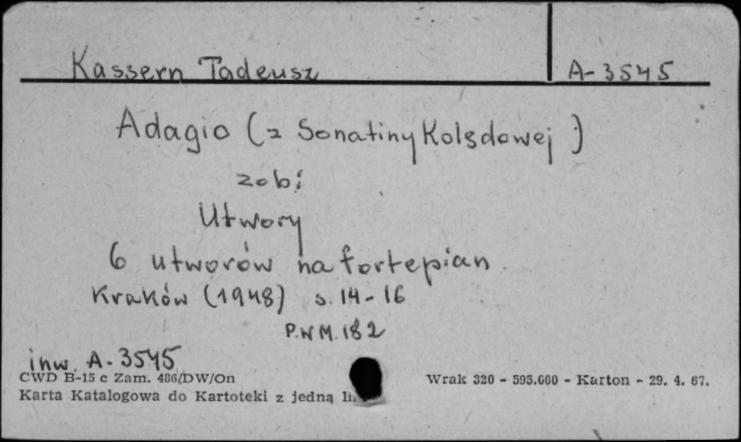 Kassern Tadeusz A-3545
Adagio (z Sonatiny Kolędowej)
zob:
Utwory
6 utworów na fortepian.
Kraków (1948) s. 14-16
P.W.M. 182
inw. A-3545
CWD B-15 c Zam. 486/DW/On Wrak 320 - 595.000 - Karton - 29. 4. 67.
Karta Katalogowa do Kartoteki z jedną